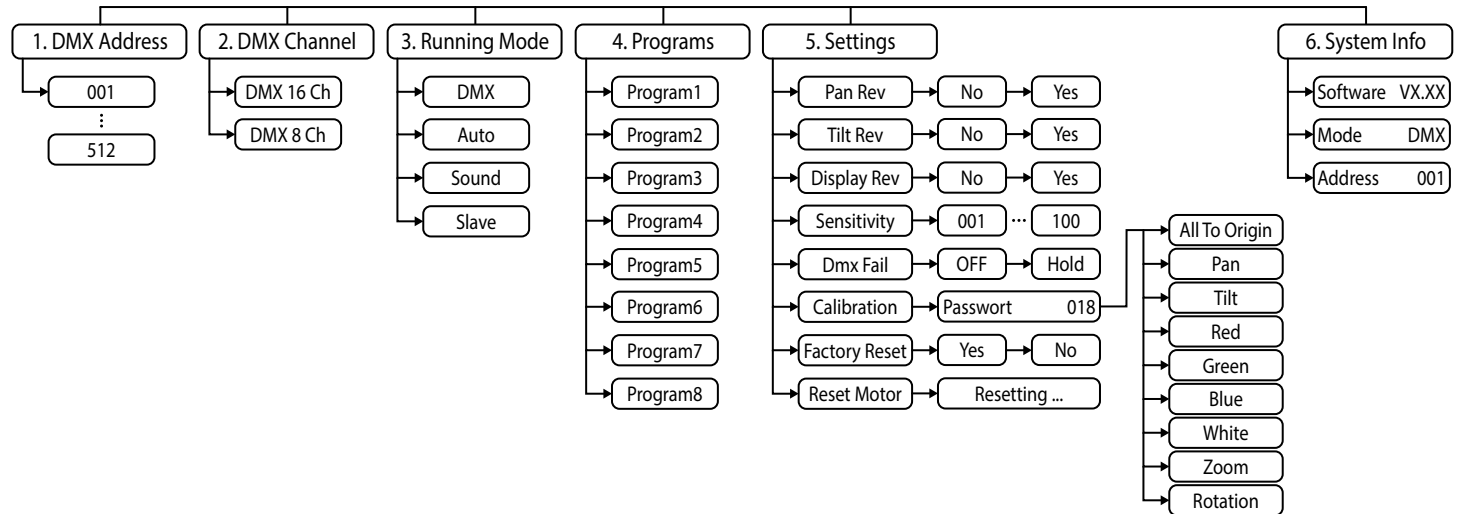 1. DMX Address
001
⋮
512
2. DMX Channel
DMX 16 Ch
DMX 8 Ch
3. Running Mode
DMX
Auto
Sound
Slave
4. Programs
Program1
Program2
Program3
Program4
Program5
Program6
Program7
Program8
5. Settings
Pan Rev No Yes
Tilt Rev No Yes
Display Rev No Yes
Sensitivity 001 ... 100
Dmx Fail OFF Hold
Calibration Passwort 018
All To Origin
Pan
Tilt
Red
Green
Blue
White
Zoom
Rotation
Factory Reset Yes No
Reset Motor Resetting ...
6. System Info
Software VX.XX
Mode DMX
Address 001